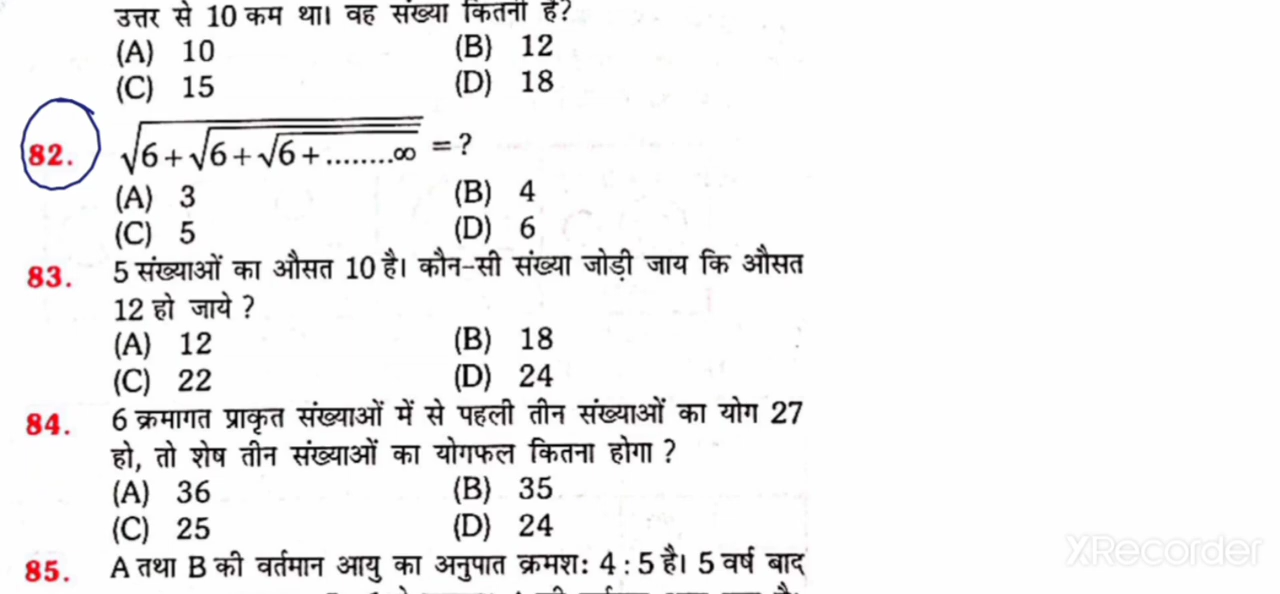 उत्तर से 10 कम था। वह संख्या कितनी है?
(A) 10 (B) 12
(C) 15 (D) 18
82. √6+√6+√6+........∞ = ?
(A) 3 (B) 4
(C) 5 (D) 6
83. 5 संख्याओं का औसत 10 है। कौन-सी संख्या जोड़ी जाय कि औसत
12 हो जाये ?
(A) 12 (B) 18
(C) 22 (D) 24
84. 6 क्रमागत प्राकृत संख्याओं में से पहली तीन संख्याओं का योग 27
हो, तो शेष तीन संख्याओं का योगफल कितना होगा ?
(A) 36 (B) 35
(C) 25 (D) 24
85. A तथा B की वर्तमान आयु का अनुपात क्रमश: 4 : 5 है। 5 वर्ष बाद
XRecorder